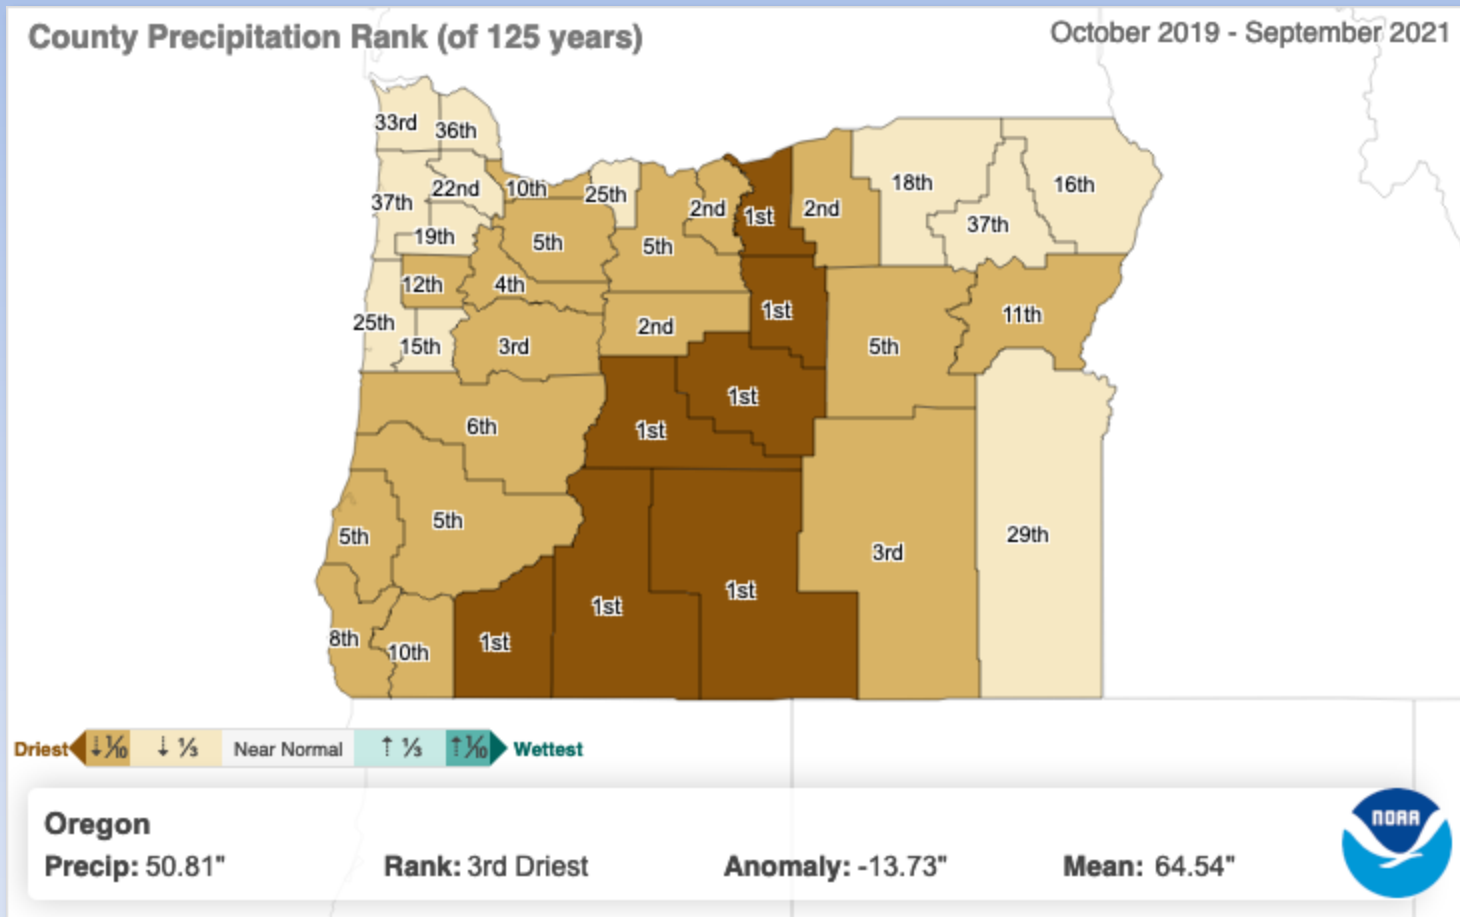 County Precipitation Rank (of 125 years)
October 2019 - September 2021
33rd
36th
37th
22nd
10th
25th
2nd
1st
2nd
18th
37th
16th
19th
5th
5th
12th
4th
25th
15th
3rd
2nd
1st
5th
11th
6th
1st
1st
5th
5th
1st
1st
3rd
29th
8th
10th
1st
Driest
↓ ⅒
↓ ⅓
Near Normal
↑ ⅓
↑ ⅒
Wettest
Oregon
Precip: 50.81"
Rank: 3rd Driest
Anomaly: -13.73"
Mean: 64.54"
NOAA